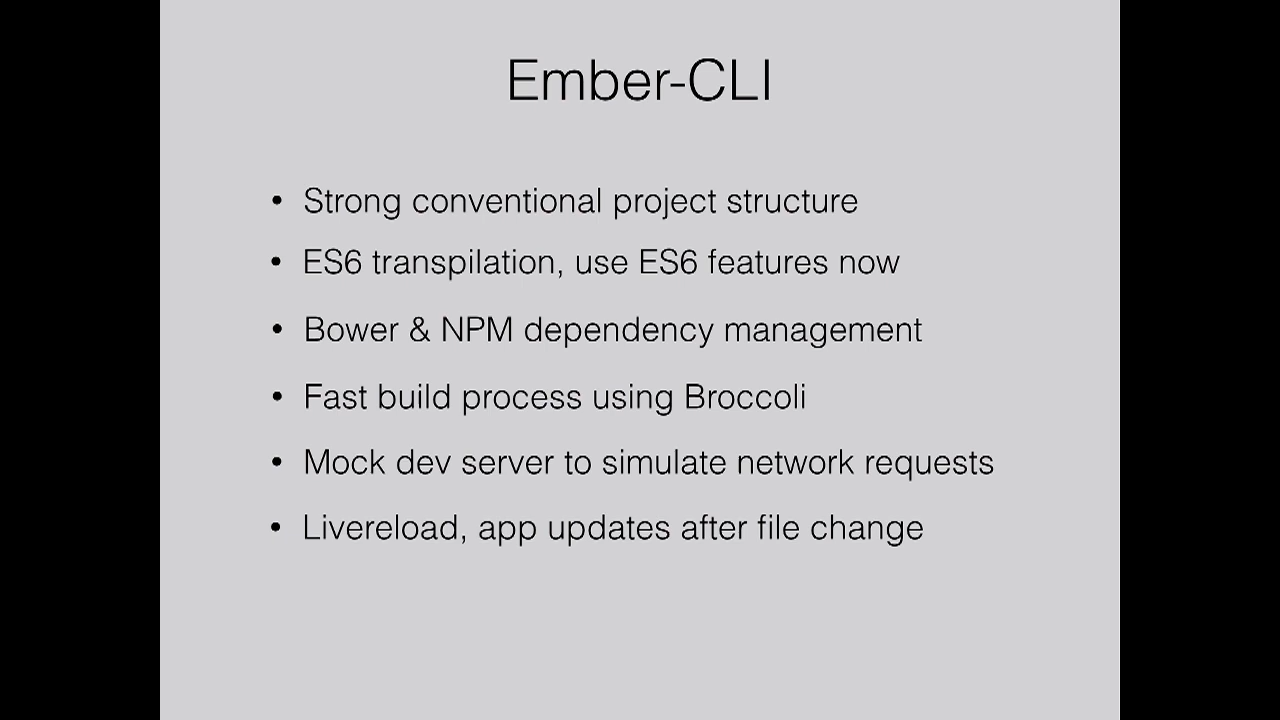 Ember-CLI
• Strong conventional project structure
• ES6 transpilation, use ES6 features now
• Bower & NPM dependency management
• Fast build process using Broccoli
• Mock dev server to simulate network requests
• Livereload, app updates after file change